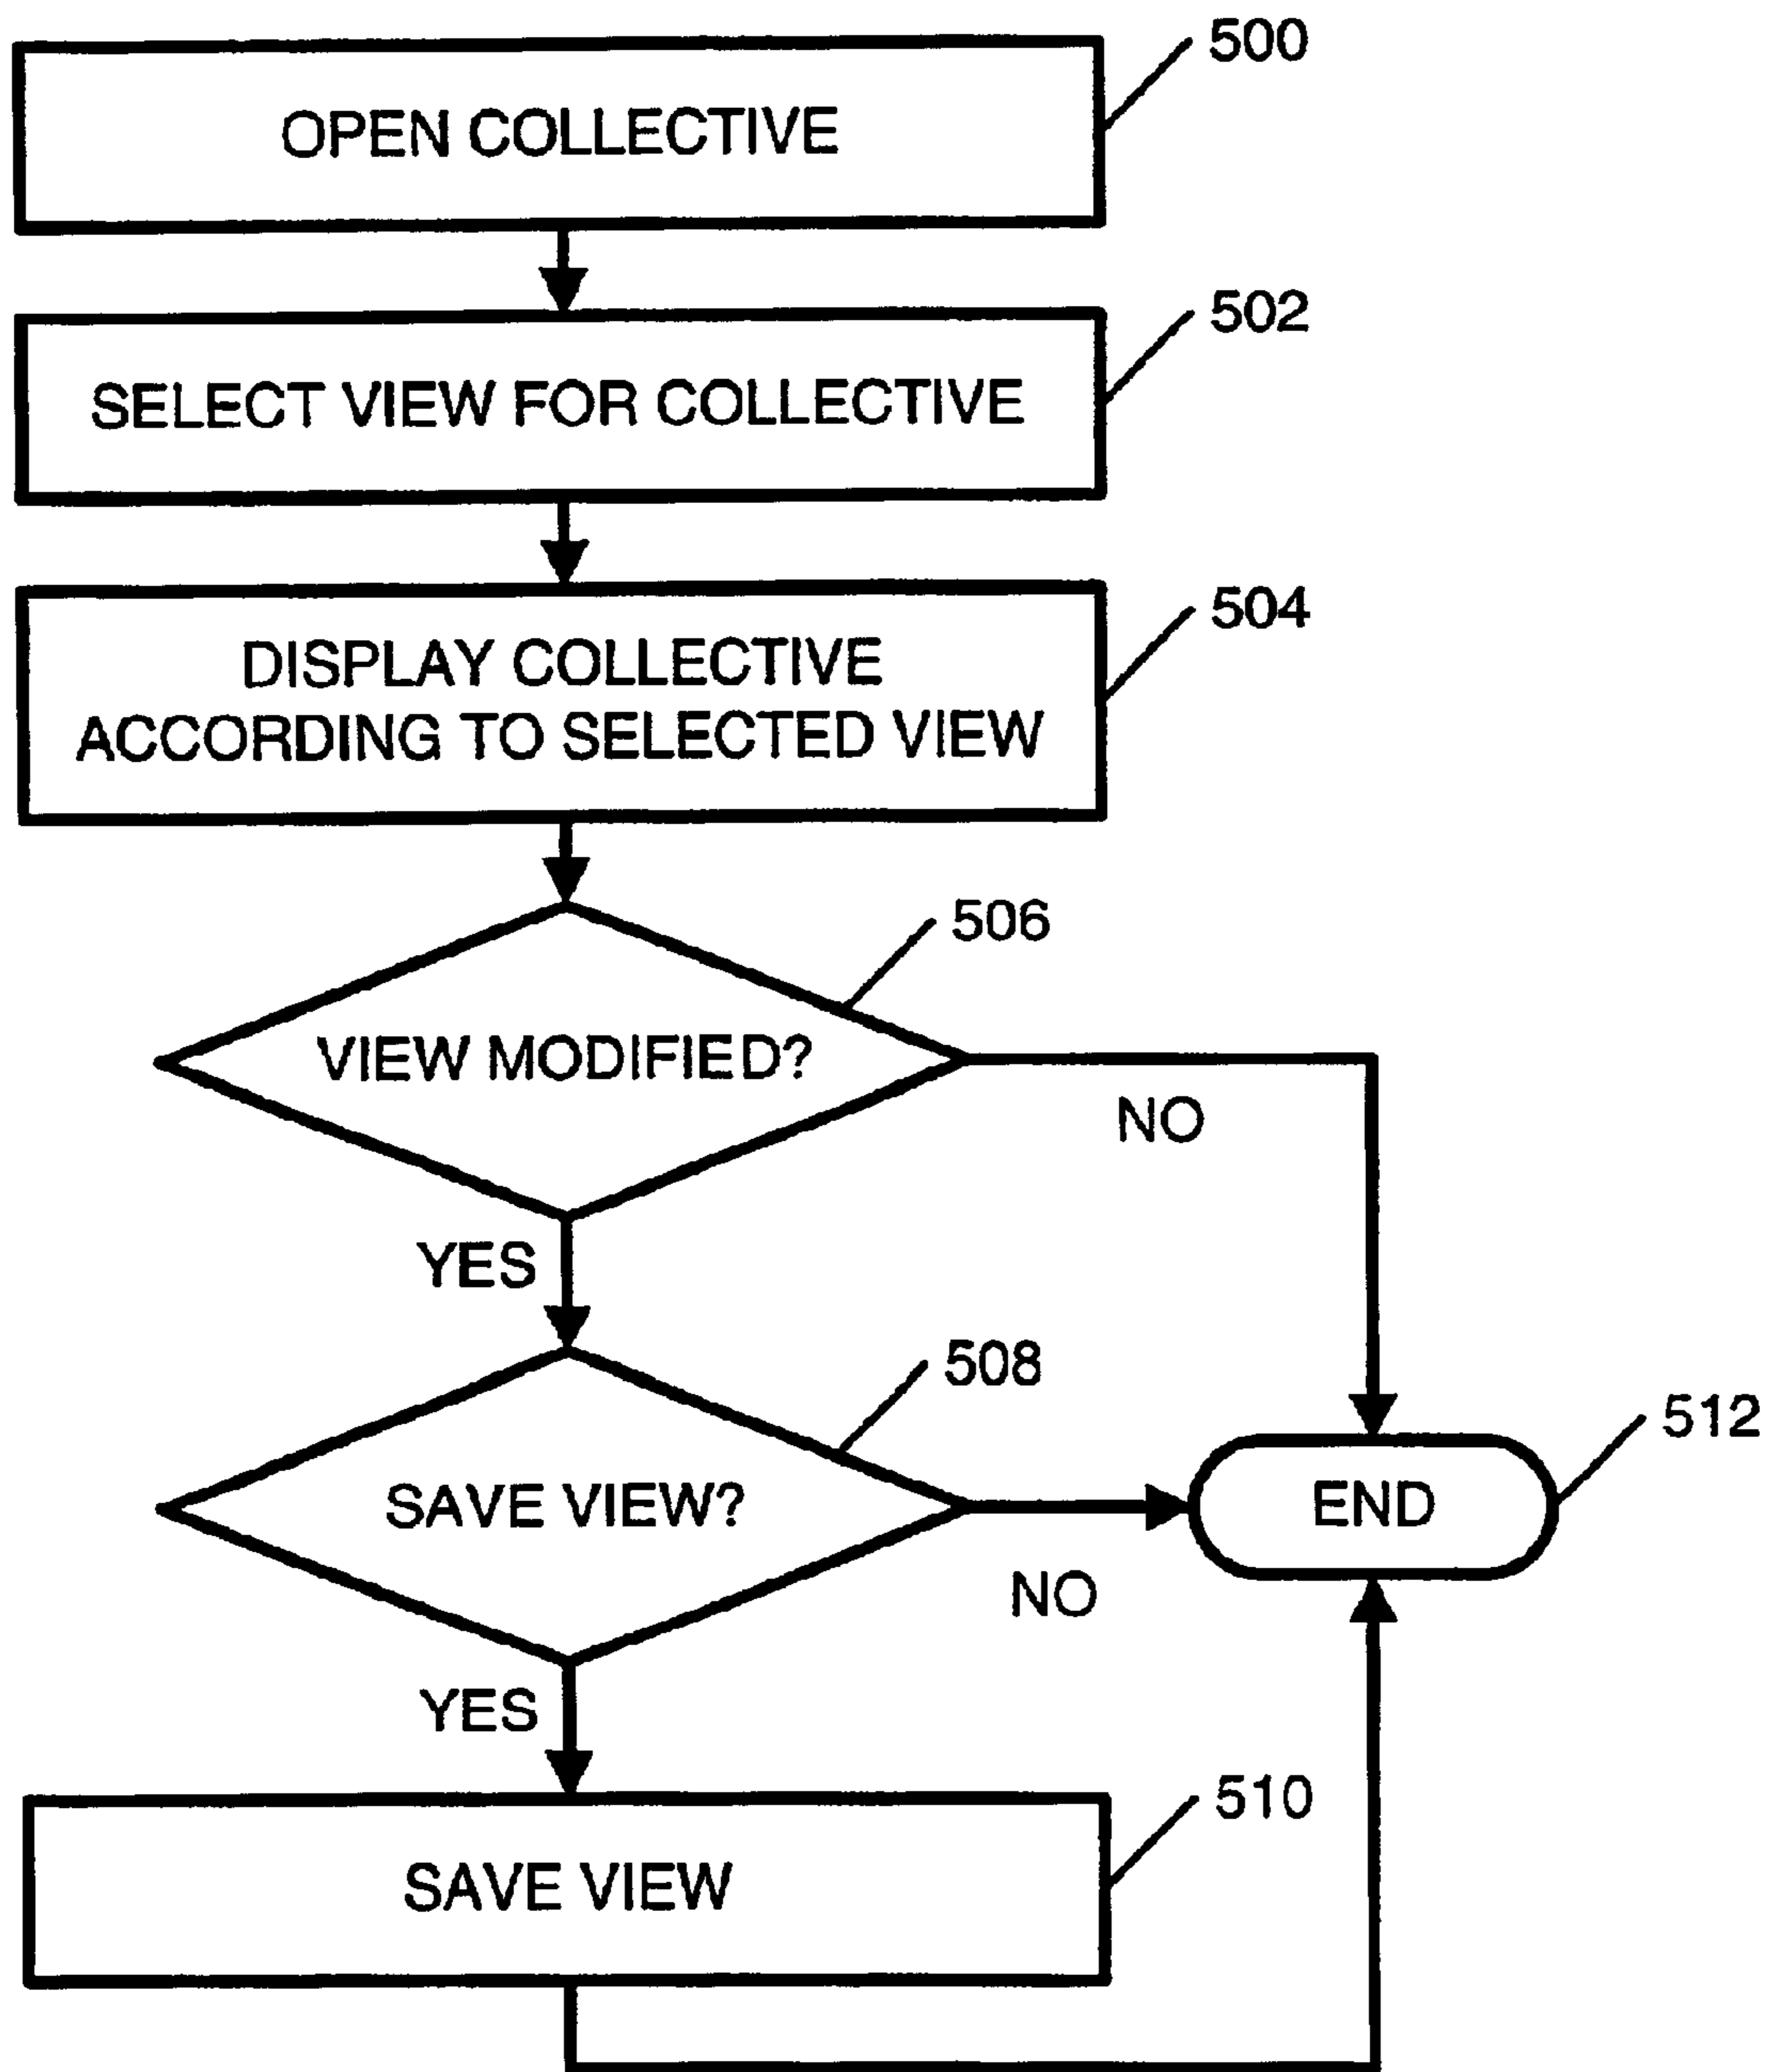 500
OPEN COLLECTIVE
502
SELECT VIEW FOR COLLECTIVE
504
DISPLAY COLLECTIVE
ACCORDING TO SELECTED VIEW
506
VIEW MODIFIED?
NO
YES
508
SAVE VIEW?
512
END
NO
YES
510
SAVE VIEW